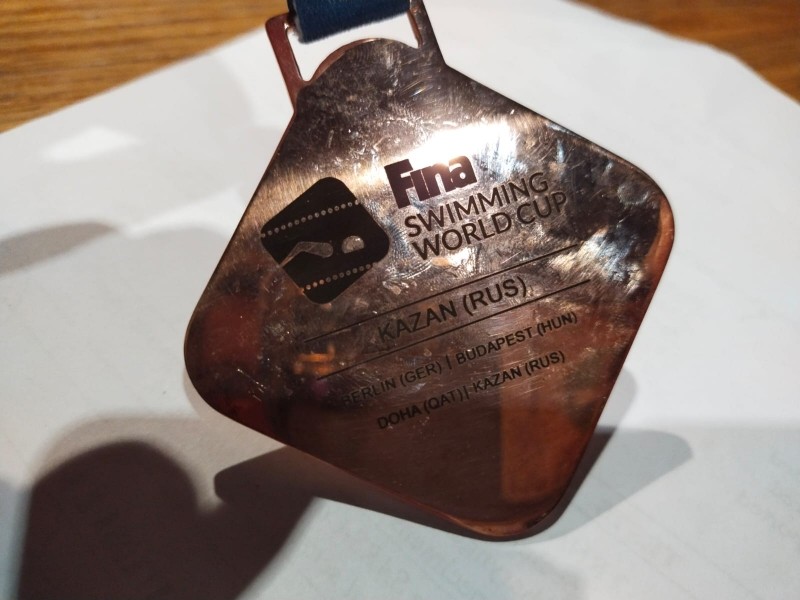 Fina
SWIMMING
WORLD CUP
KAZAN (RUS)
BERLIN (GER) | BUDAPEST (HUN)
DOHA (QAT) | KAZAN (RUS)